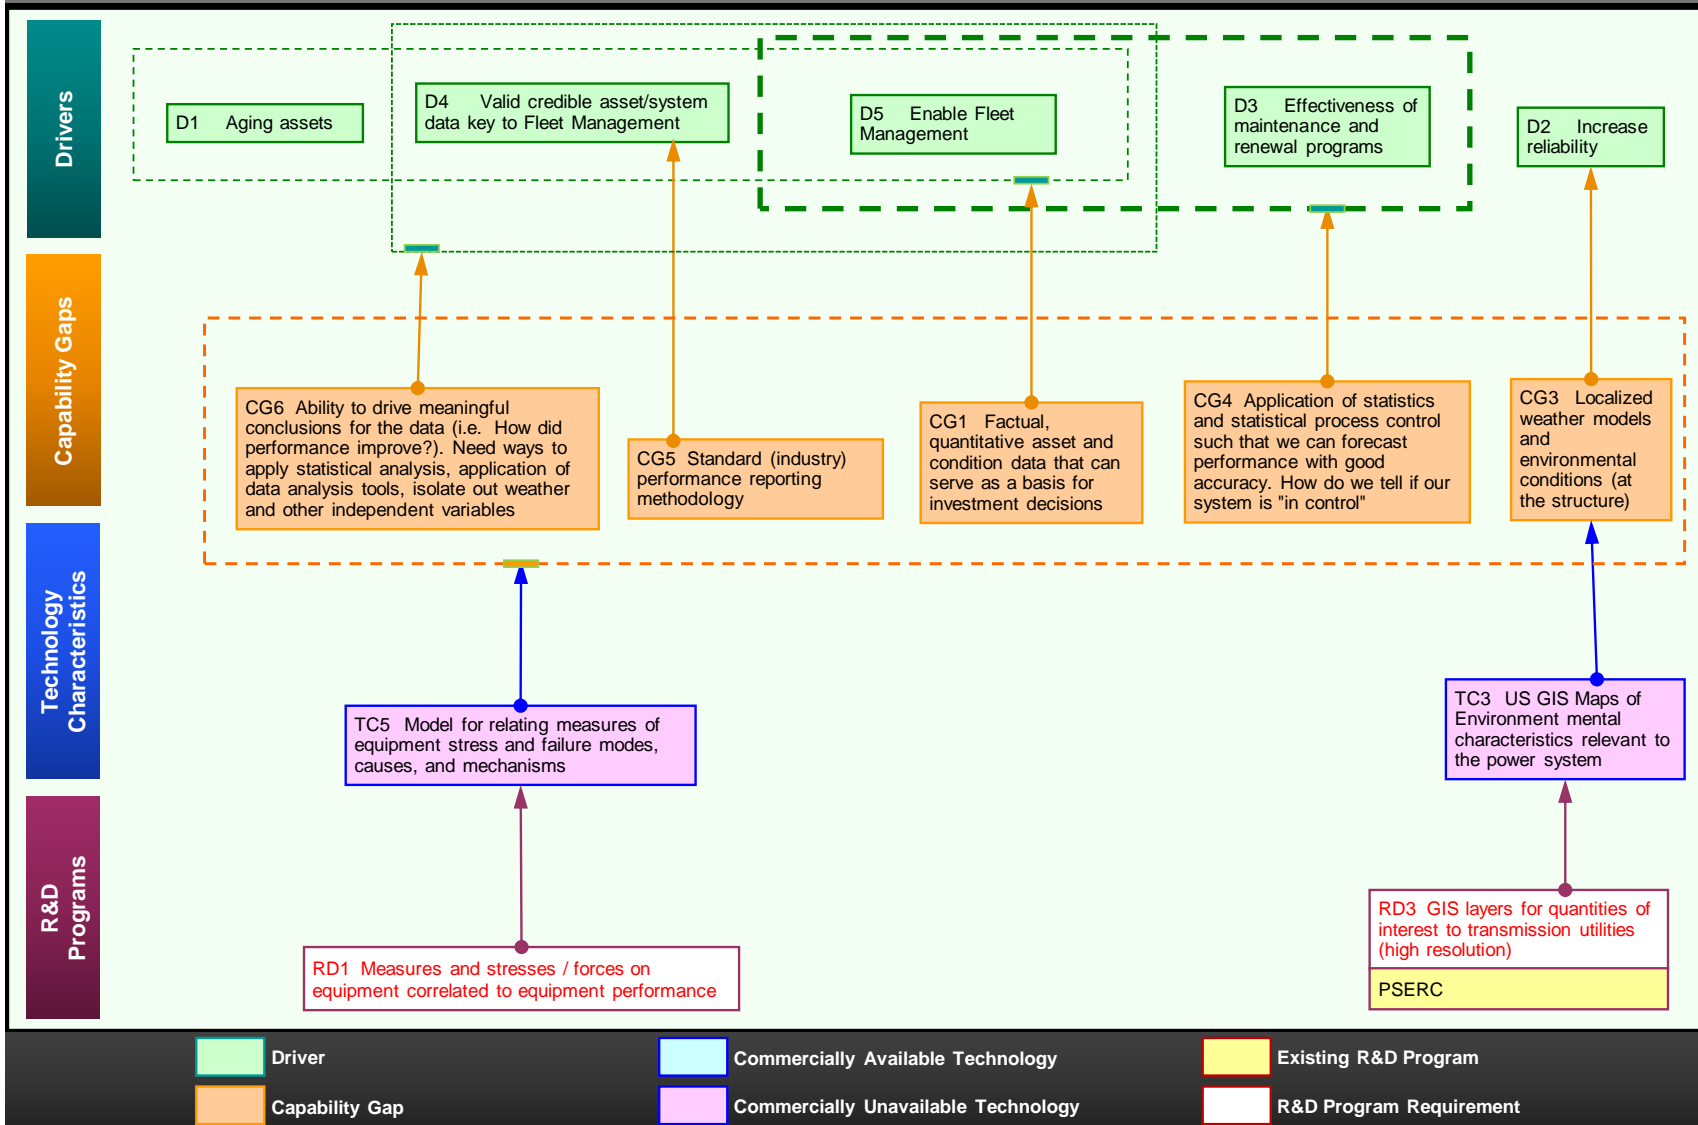 Drivers
D1 Aging assets
D4 Valid credible asset/system
data key to Fleet Management
D5 Enable Fleet
Management
D3 Effectiveness of
maintenance and
renewal programs
D2 Increase
reliability
Capability Gaps
CG6 Ability to drive meaningful
conclusions for the data (i.e. How did
performance improve?). Need ways to
apply statistical analysis, application of
data analysis tools, isolate out weather
and other independent variables
CG5 Standard (industry)
performance reporting
methodology
CG1 Factual,
quantitative asset and
condition data that can
serve as a basis for
investment decisions
CG4 Application of statistics
and statistical process control
such that we can forecast
performance with good
accuracy. How do we tell if our
system is "in control"
CG3 Localized
weather models
and
environmental
conditions (at
the structure)
Technology
Characteristics
TC5 Model for relating measures of
equipment stress and failure modes,
causes, and mechanisms
TC3 US GIS Maps of
Environment mental
characteristics relevant to
the power system
R&D
Programs
RD1 Measures and stresses / forces on
equipment correlated to equipment performance
RD3 GIS layers for quantities of
interest to transmission utilities
(high resolution)
PSERC
Driver
Commercially Available Technology
Existing R&D Program
Capability Gap
Commercially Unavailable Technology
R&D Program Requirement